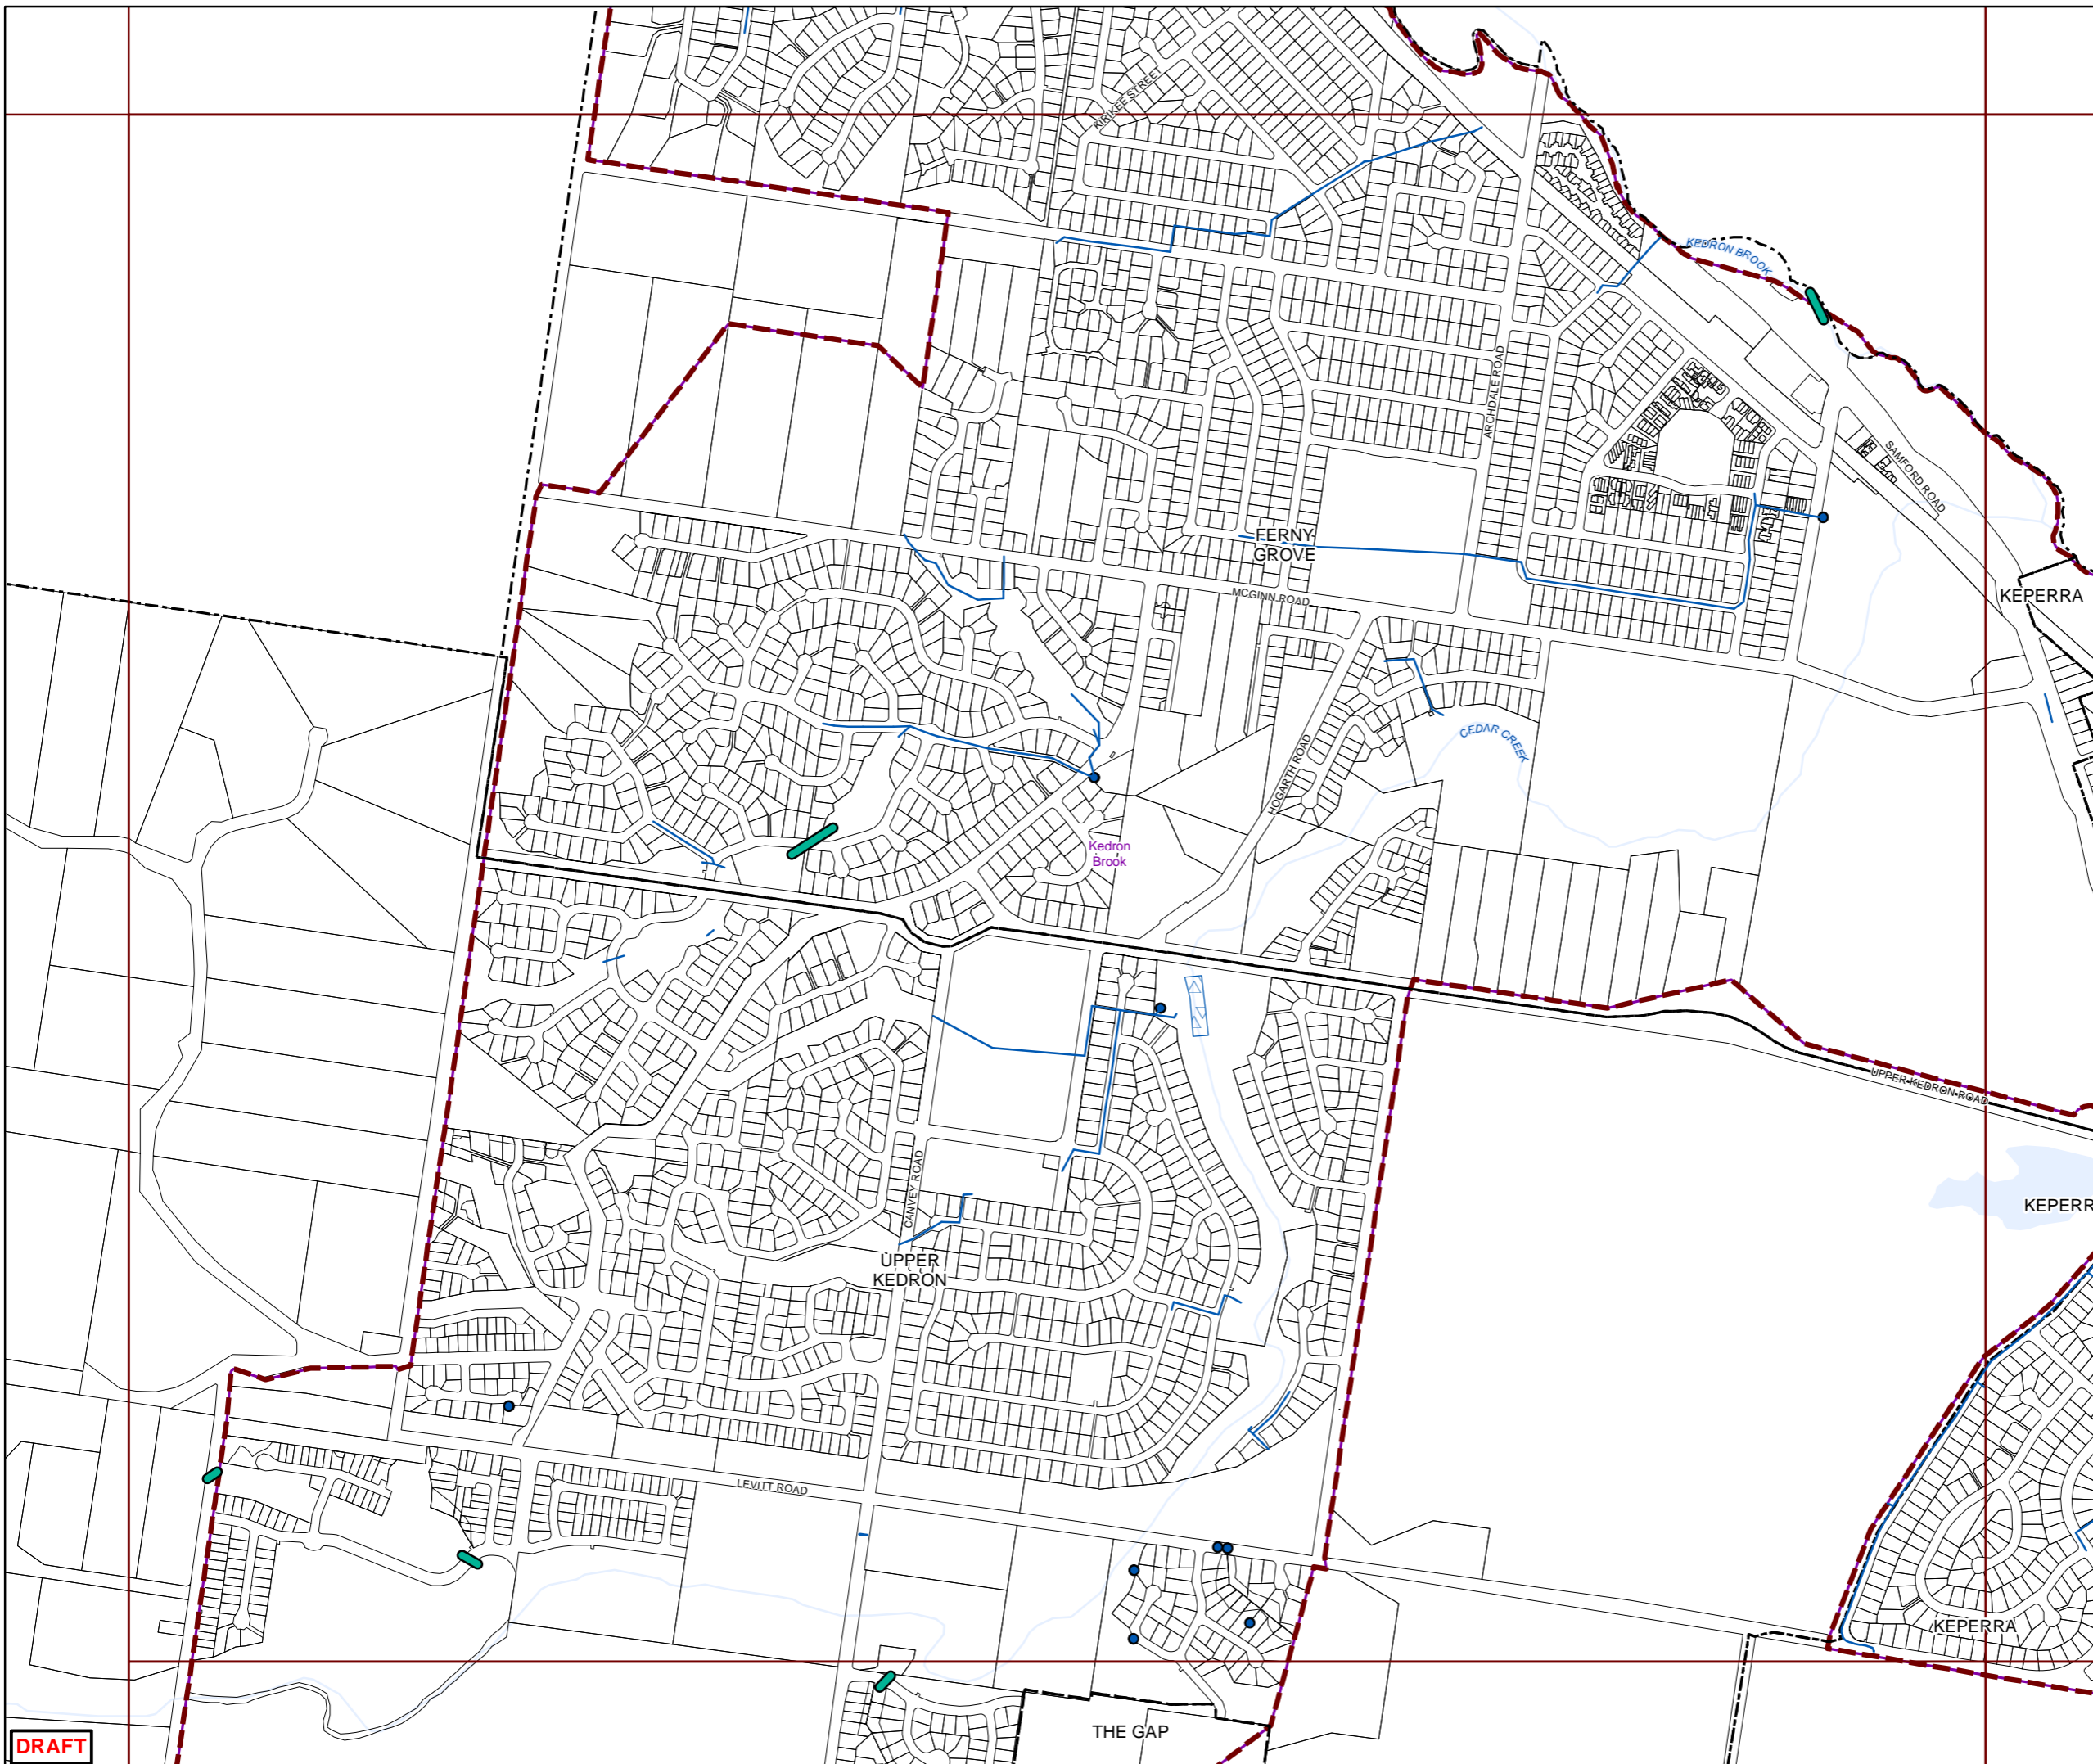 KIRIKEE STREET
KEDRON BROOK
ARCHDALE ROAD
SAMFORD ROAD
FERNY
GROVE
MCGINN ROAD
KEPERRA
CEDAR CREEK
HOGARTH ROAD
Kedron
Brook
UPPER KEDRON ROAD
CANVEY ROAD
KEPERR
UPPER
KEDRON
LEVITT ROAD
KEPERRA
THE GAP
DRAFT